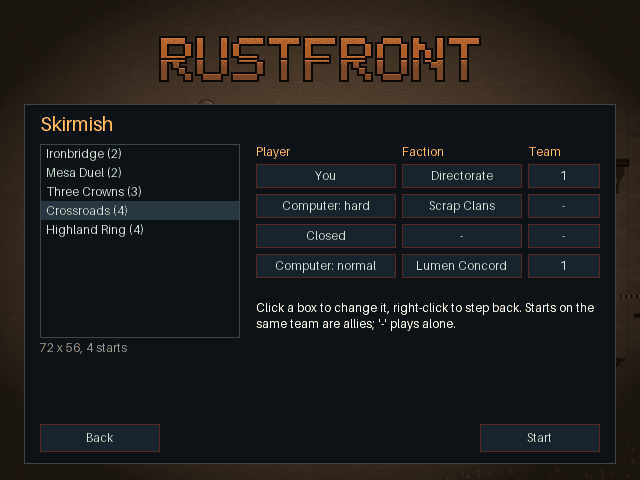 RUSTFRONT
Skirmish
Ironbridge (2)
Mesa Duel (2)
Three Crowns (3)
Crossroads (4)
Highland Ring (4)
72 x 56, 4 starts
Player Faction Team
You Directorate 1
Computer: hard Scrap Clans -
Closed - -
Computer: normal Lumen Concord 1
Click a box to change it, right-click to step back. Starts on the
same team are allies; '-' plays alone.
Back Start